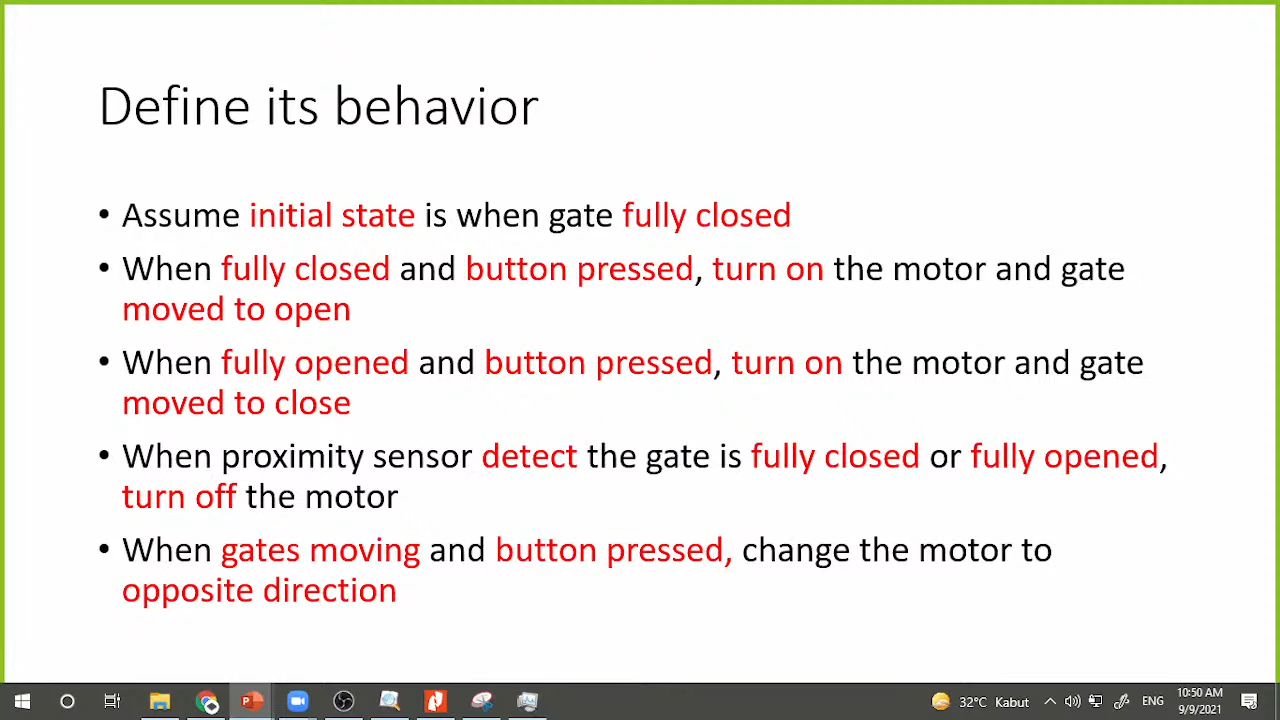 Define its behavior
• Assume initial state is when gate fully closed
• When fully closed and button pressed, turn on the motor and gate
moved to open
• When fully opened and button pressed, turn on the motor and gate
moved to close
• When proximity sensor detect the gate is fully closed or fully opened,
turn off the motor
• When gates moving and button pressed, change the motor to
opposite direction
32°C Kabut ENG 10:50 AM
9/9/2021